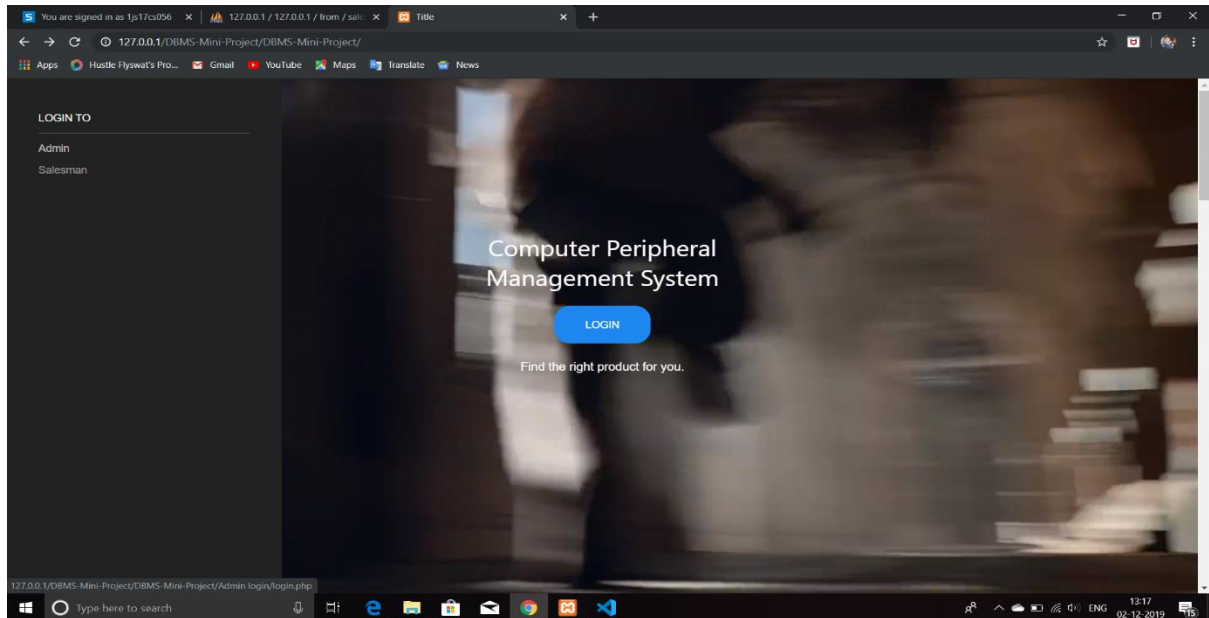 You are signed in as 1js17cs056
127.0.0.1 / 127.0.0.1 / from / sale
Title
127.0.0.1/DBMS-Mini-Project/DBMS-Mini-Project/
Apps Hustle Flyswat's Pro... Gmail YouTube Maps Translate News
LOGIN TO
Admin
Salesman
Computer Peripheral
Management System
LOGIN
Find the right product for you.
127.0.0.1/DBMS-Mini-Project/DBMS-Mini-Project/Admin login/login.php
Type here to search
ENG
13:17
02-12-2019
15